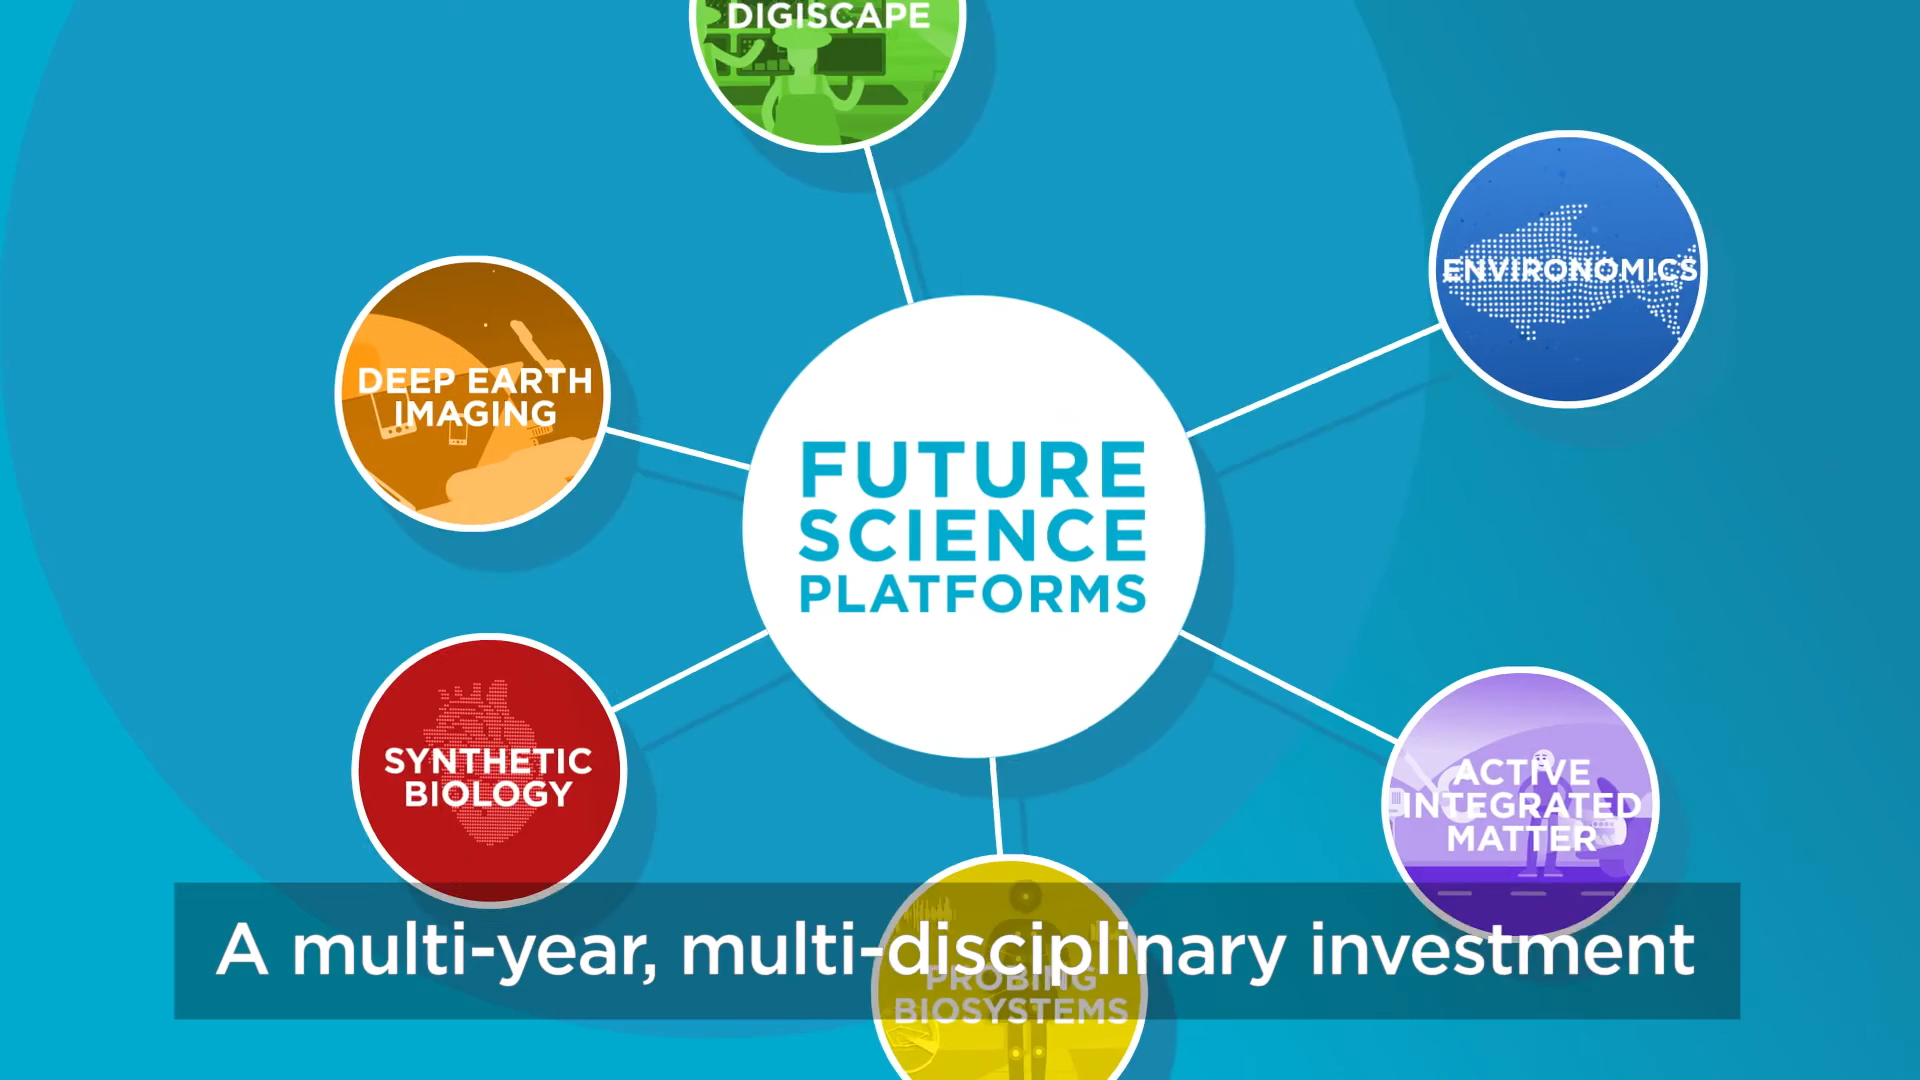 DIGISCAPE
ENVIRONOMICS
DEEP EARTH
IMAGING
FUTURE
SCIENCE
PLATFORMS
SYNTHETIC
BIOLOGY
ACTIVE
INTEGRATED
MATTER
A multi-year, multi-disciplinary investment
PROBING
BIOSYSTEMS